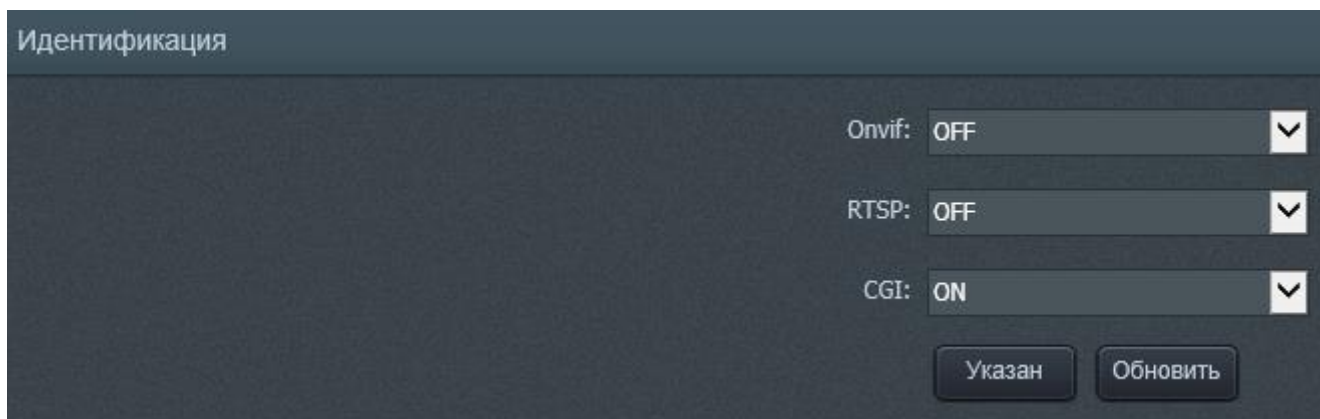 Идентификация
Onvif: OFF
RTSP: OFF
CGI: ON
Указан Обновить